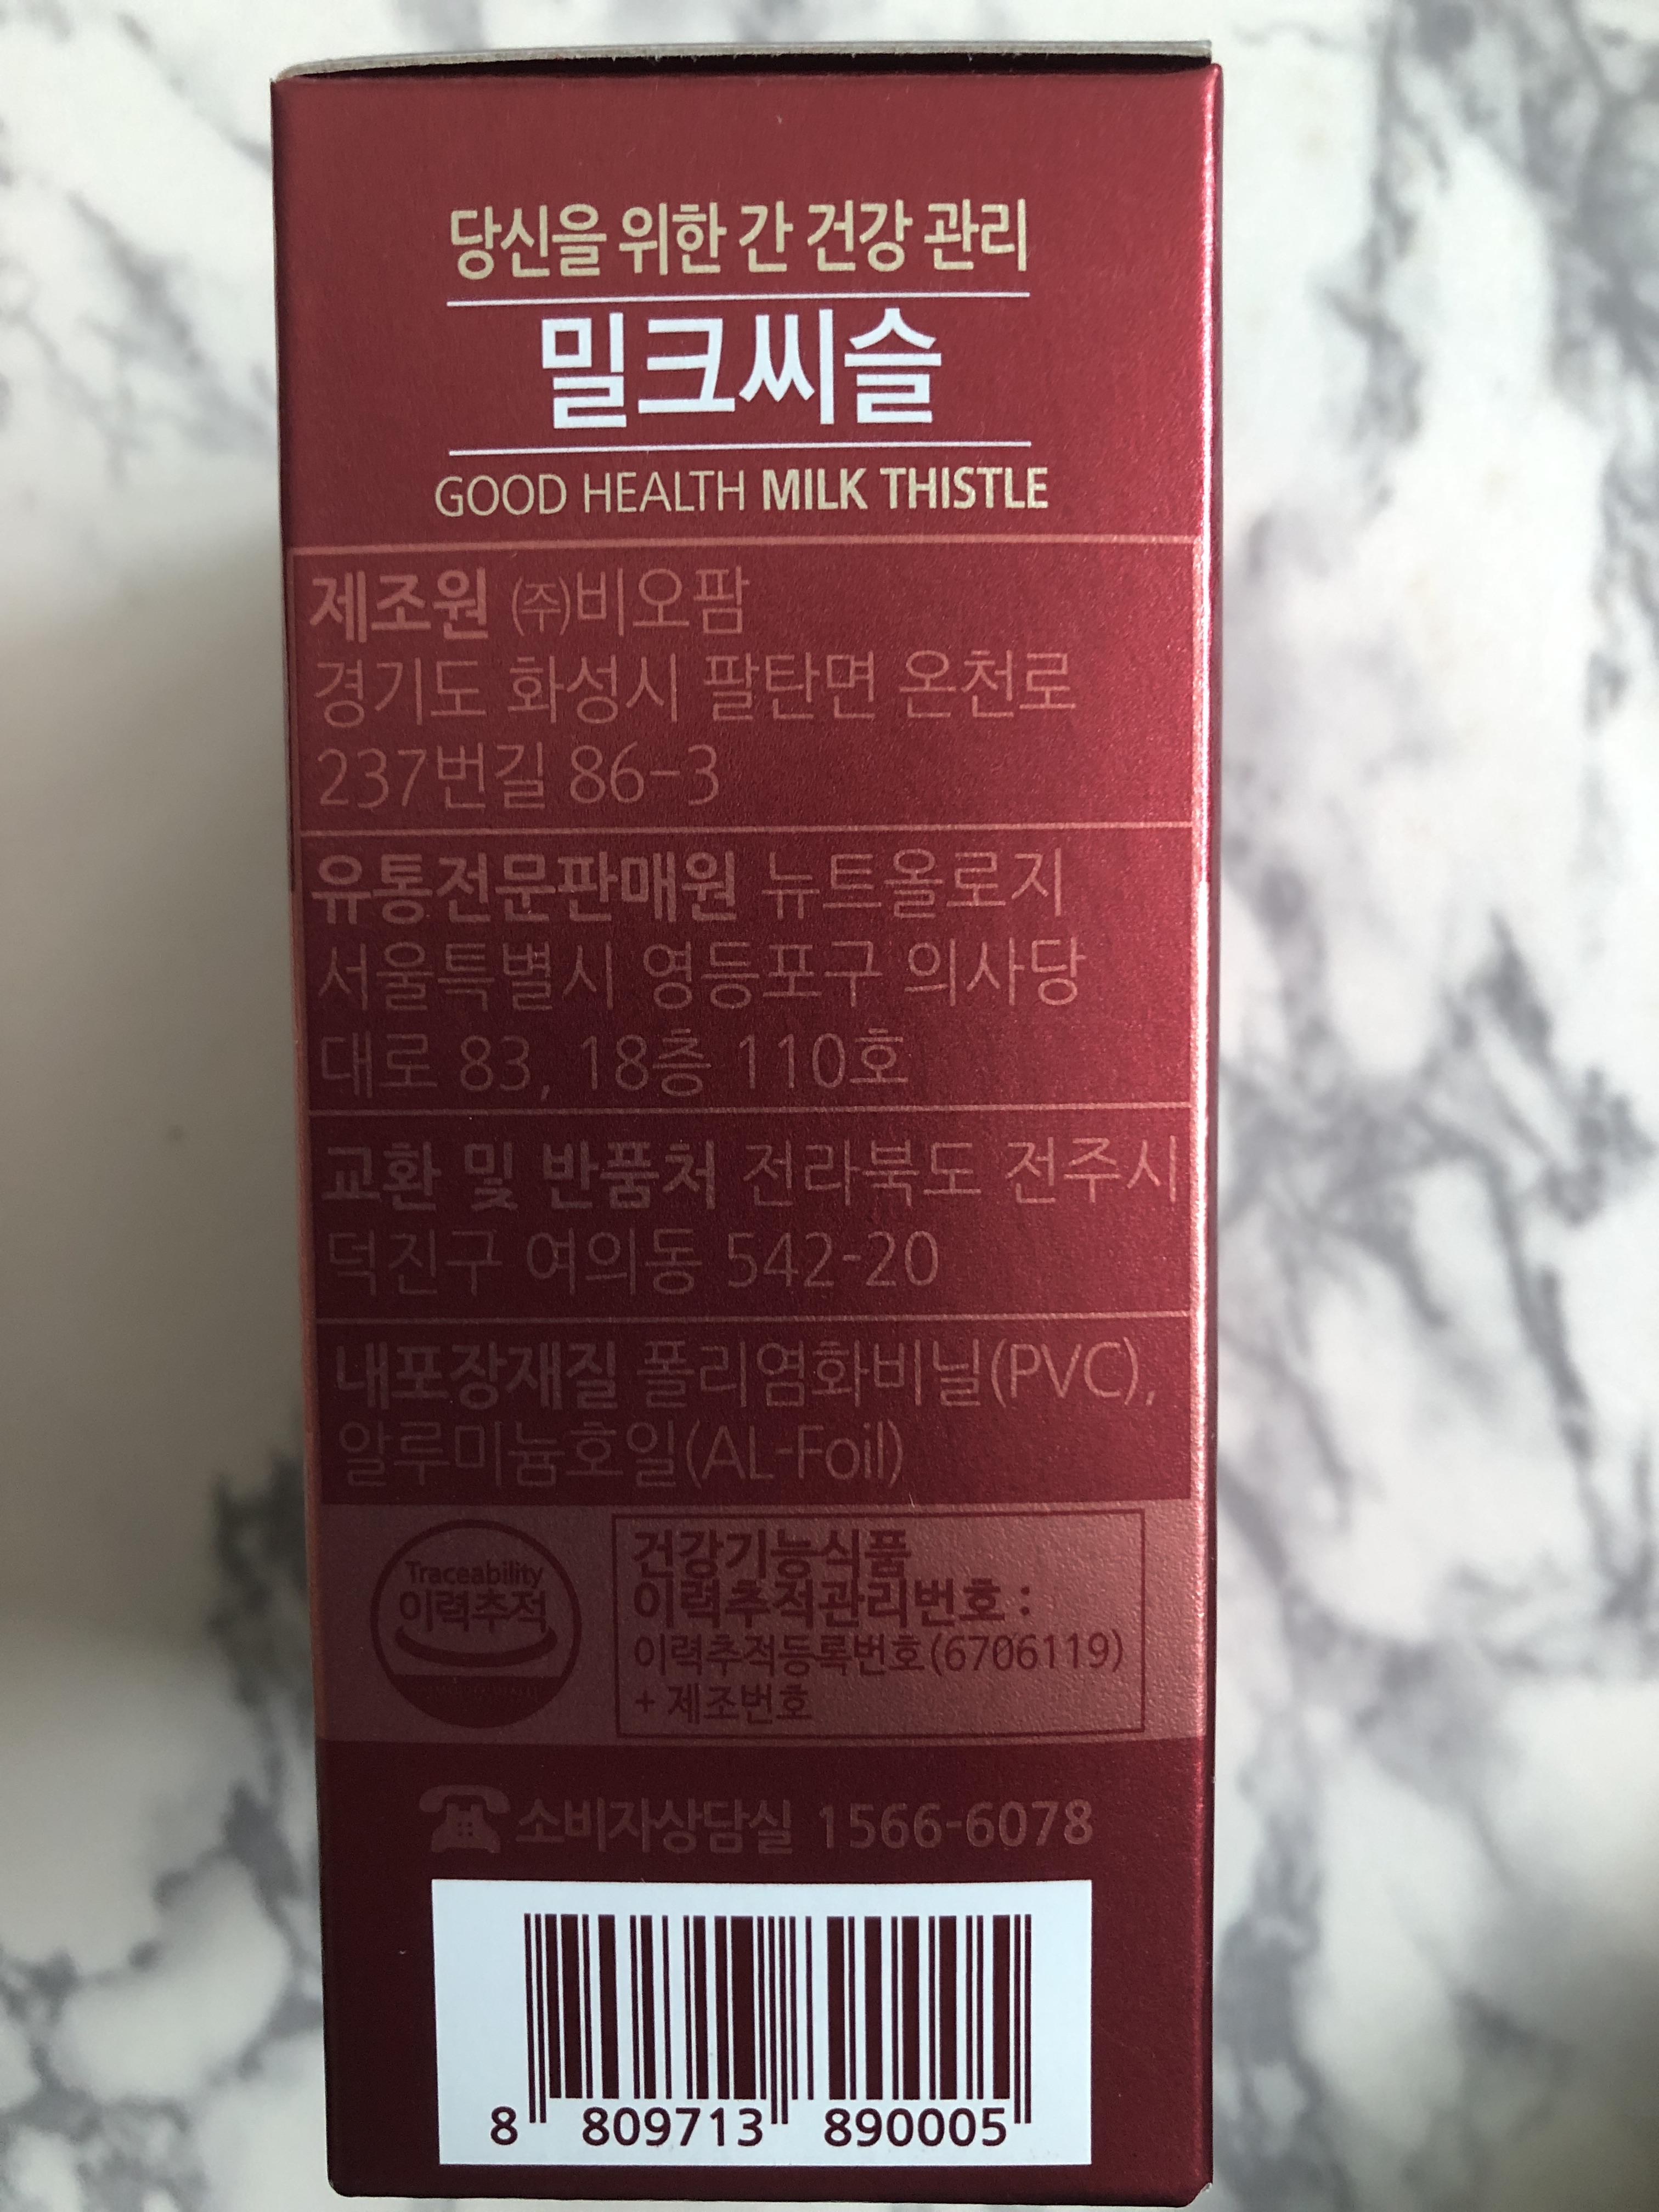 당신을 위한 간 건강 관리
밀크씨슬
GOOD HEALTH MILK THISTLE
제조원 ㈜비오팜
경기도 화성시 팔탄면 온천로
237번길 86-3
유통전문판매원 뉴트올로지
서울특별시 영등포구 의사당
대로 83, 18층 110호
교환 및 반품처 전라북도 전주시
덕진구 여의동 542-20
내포장재질 폴리염화비닐(PVC),
알루미늄호일(AL-Foil)
Traceability
이력추적
건강기능식품
이력추적관리번호 :
이력추적등록번호(6706119)
+ 제조번호
소비자상담실 1566-6078
8 809713 890005